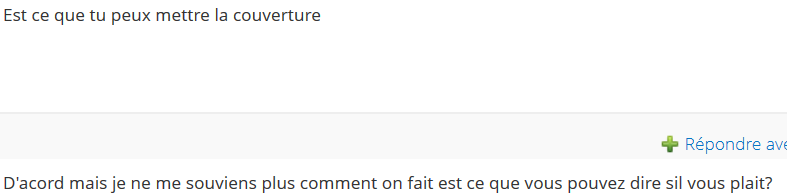 Est ce que tu peux mettre la couverture
Répondre ave
D'acord mais je ne me souviens plus comment on fait est ce que vous pouvez dire sil vous plait?